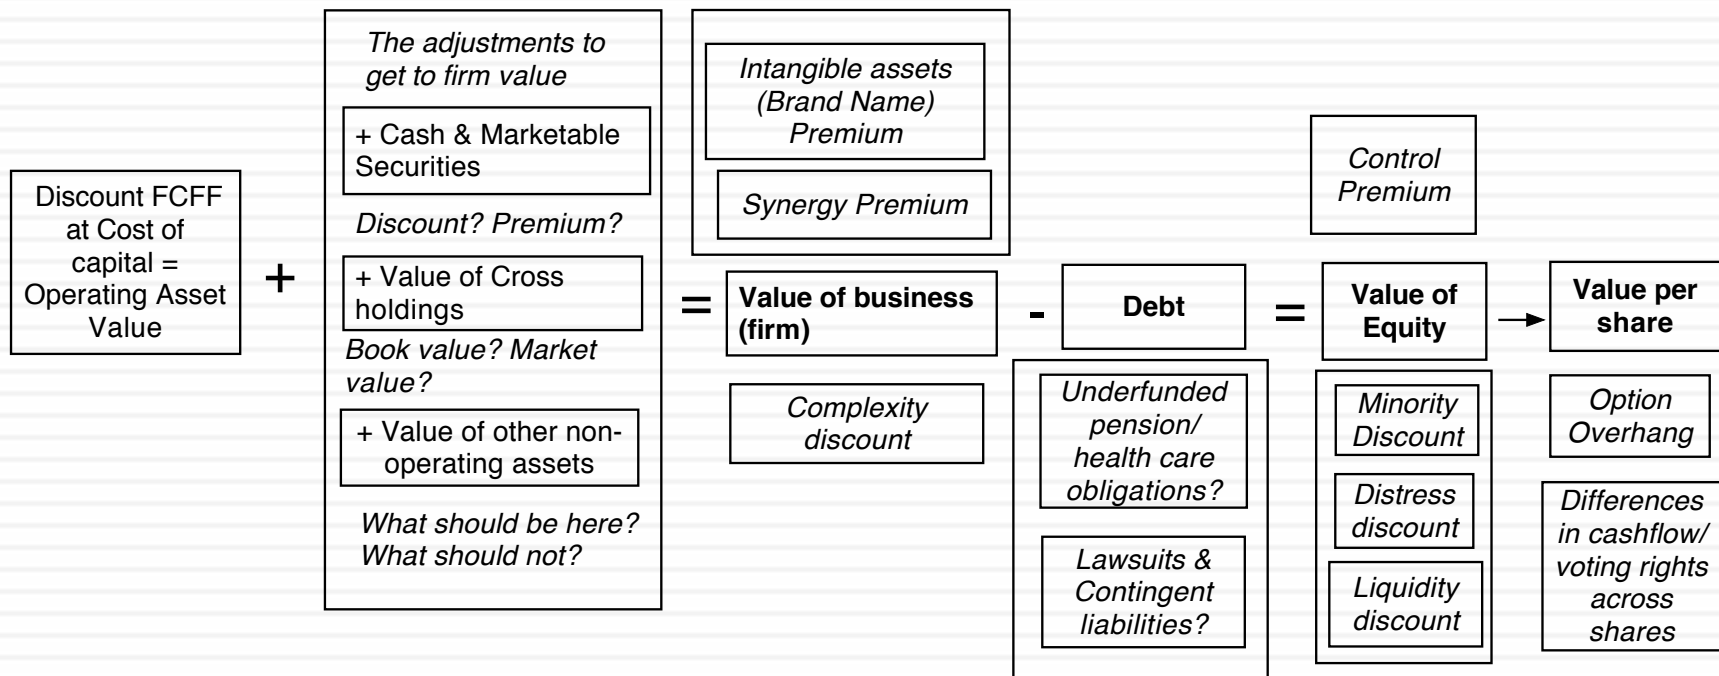 Discount FCFF
at Cost of
capital =
Operating Asset
Value
+
The adjustments to
get to firm value
+ Cash & Marketable
Securities
Discount? Premium?
+ Value of Cross
holdings
Book value? Market
value?
+ Value of other non-
operating assets
What should be here?
What should not?
=
Intangible assets
(Brand Name)
Premium
Synergy Premium
Value of business
(firm)
Complexity
discount
-
Debt
Underfunded
pension/
health care
obligations?
Lawsuits &
Contingent
liabilities?
=
Control
Premium
Value of
Equity
Minority
Discount
Distress
discount
Liquidity
discount
Value per
share
Option
Overhang
Differences
in cashflow/
voting rights
across
shares